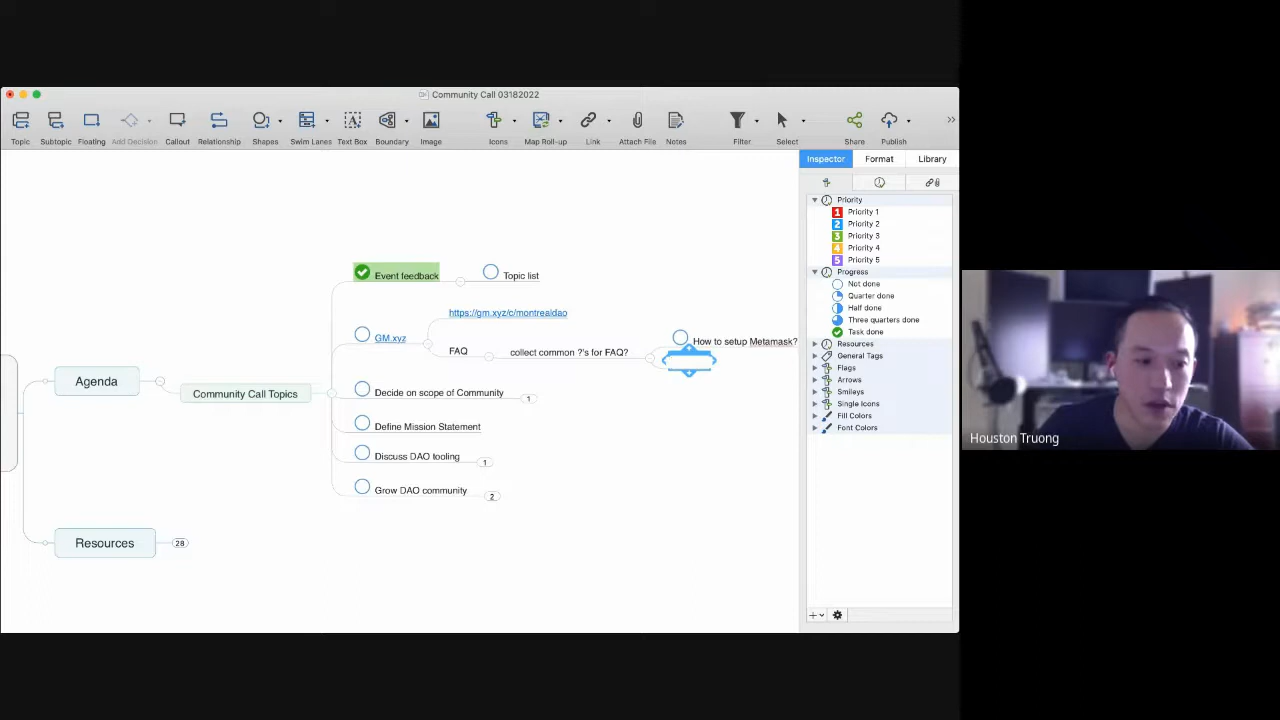 Community Call 03182022
Topic
Subtopic
Floating
Add Decision
Callout
Relationship
Shapes
Swim Lanes
Text Box
Boundary
Image
Icons
Map Roll-up
Link
Attach File
Notes
Filter
Select
Share
Publish
Inspector
Format
Library
Priority
1 Priority 1
2 Priority 2
3 Priority 3
4 Priority 4
5 Priority 5
Progress
Not done
Quarter done
Half done
Three quarters done
Task done
Resources
General Tags
Flags
Arrows
Smileys
Single Icons
Fill Colors
Font Colors
Agenda
Community Call Topics
Event feedback
Topic list
GM.xyz
https://gm.xyz/c/montrealdao
FAQ
collect common ?'s for FAQ?
How to setup Metamask?
Decide on scope of Community
1
Define Mission Statement
Discuss DAO tooling
1
Grow DAO community
2
Resources
28
Houston Truong